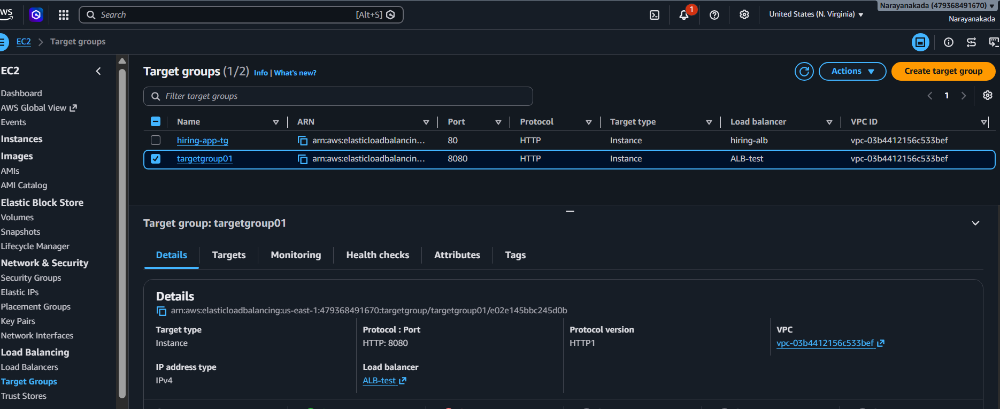 Search [Alt+S]
1
United States (N. Virginia)
Narayanakada (479368491670)
Narayanakada
EC2 Target groups
EC2
Dashboard
AWS Global View
Events
Instances
Images
AMIs
AMI Catalog
Elastic Block Store
Volumes
Snapshots
Lifecycle Manager
Network & Security
Security Groups
Elastic IPs
Placement Groups
Key Pairs
Network Interfaces
Load Balancing
Load Balancers
Target Groups
Trust Stores
Target groups (1/2) Info | What's new?
Actions
Create target group
Filter target groups
1
Name ARN Port Protocol Target type Load balancer VPC ID
hiring-app-tg arn:aws:elasticloadbalancin... 80 HTTP Instance hiring-alb vpc-03b4412156c533bef
targetgroup01 arn:aws:elasticloadbalancin... 8080 HTTP Instance ALB-test vpc-03b4412156c533bef
Target group: targetgroup01
Details Targets Monitoring Health checks Attributes Tags
Details
arn:aws:elasticloadbalancing:us-east-1:479368491670:targetgroup/targetgroup01/e02e145bbc245d0b
Target type
Instance
Protocol : Port
HTTP: 8080
Protocol version
HTTP1
VPC
vpc-03b4412156c533bef
IP address type
IPv4
Load balancer
ALB-test